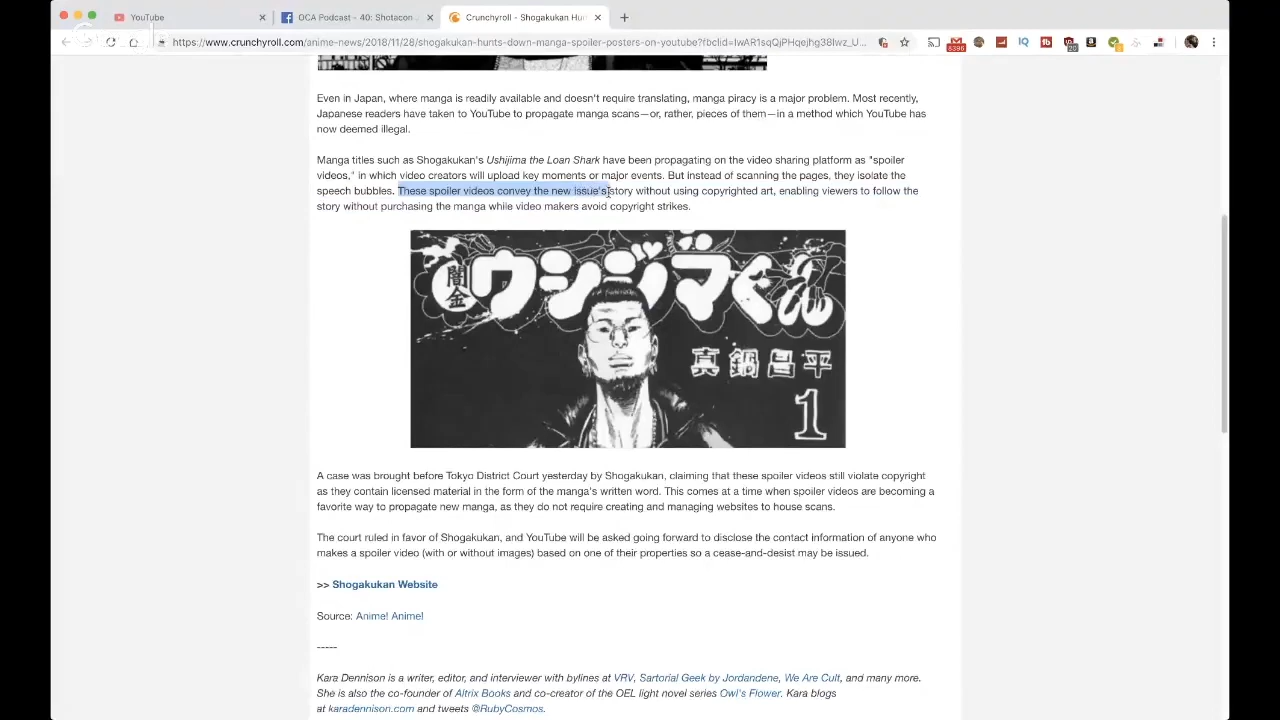 YouTube
OCA Podcast - 40: Shotacon
Crunchyroll - Shogakukan Hun
https://www.crunchyroll.com/anime-news/2018/11/28/shogakukan-hunts-down-manga-spoiler-posters-on-youtube?fbclid=IwAR1sqQjPHqejhg38lwz_U...
8396
20
Even in Japan, where manga is readily available and doesn't require translating, manga piracy is a major problem. Most recently,
Japanese readers have taken to YouTube to propagate manga scans—or, rather, pieces of them—in a method which YouTube has
now deemed illegal.
Manga titles such as Shogakukan's Ushijima the Loan Shark have been propagating on the video sharing platform as "spoiler
videos," in which video creators will upload key moments or major events. But instead of scanning the pages, they isolate the
speech bubbles. These spoiler videos convey the new issue's story without using copyrighted art, enabling viewers to follow the
story without purchasing the manga while video makers avoid copyright strikes.
闇金ウシジマくん
真鍋昌平
1
A case was brought before Tokyo District Court yesterday by Shogakukan, claiming that these spoiler videos still violate copyright
as they contain licensed material in the form of the manga's written word. This comes at a time when spoiler videos are becoming a
favorite way to propagate new manga, as they do not require creating and managing websites to house scans.
The court ruled in favor of Shogakukan, and YouTube will be asked going forward to disclose the contact information of anyone who
makes a spoiler video (with or without images) based on one of their properties so a cease-and-desist may be issued.
>> Shogakukan Website
Source: Anime! Anime!
-----
Kara Dennison is a writer, editor, and interviewer with bylines at VRV, Sartorial Geek by Jordandene, We Are Cult, and many more.
She is also the co-founder of Altrix Books and co-creator of the OEL light novel series Owl's Flower. Kara blogs
at karadennison.com and tweets @RubyCosmos.